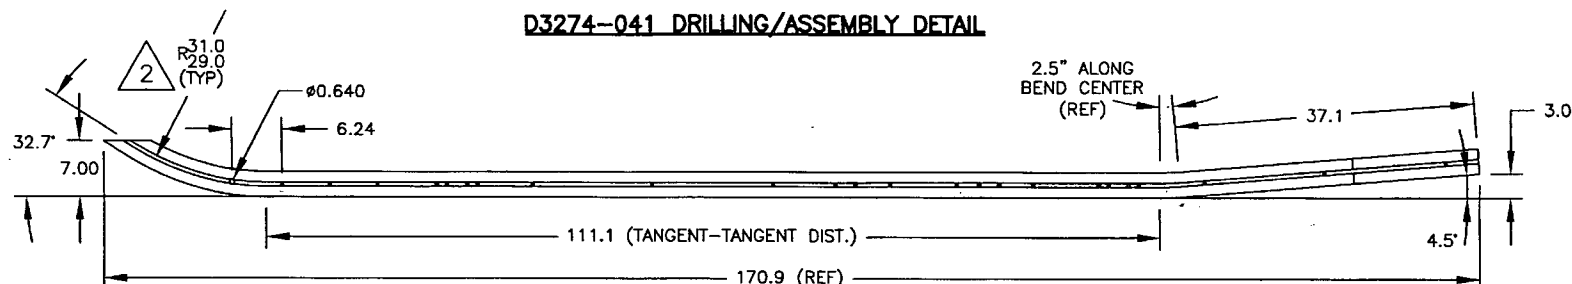 D3274-041 DRILLING/ASSEMBLY DETAIL
2
R31.0
29.0
(TYP)
ø0.640
2.5" ALONG
BEND CENTER
(REF)
37.1
3.0
6.24
32.7°
7.00
111.1 (TANGENT-TANGENT DIST.)
4.5°
170.9 (REF)